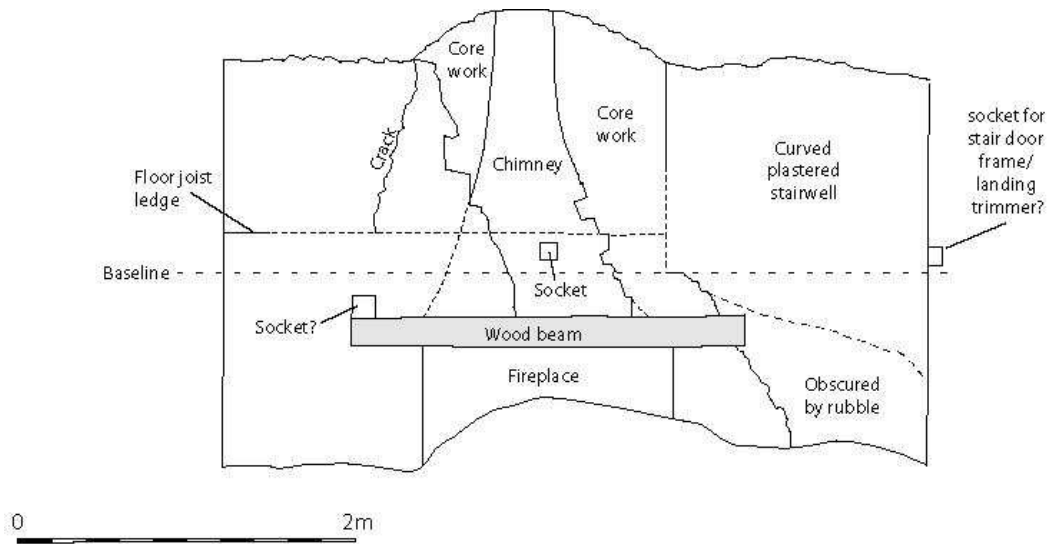 Core
work
Core
work
socket for
stair door
frame/
landing
trimmer?
Crack
Chimney
Curved
plastered
stairwell
Floor joist
ledge
Baseline
Socket
Socket?
Wood beam
Fireplace
Obscured
by rubble
0
2m